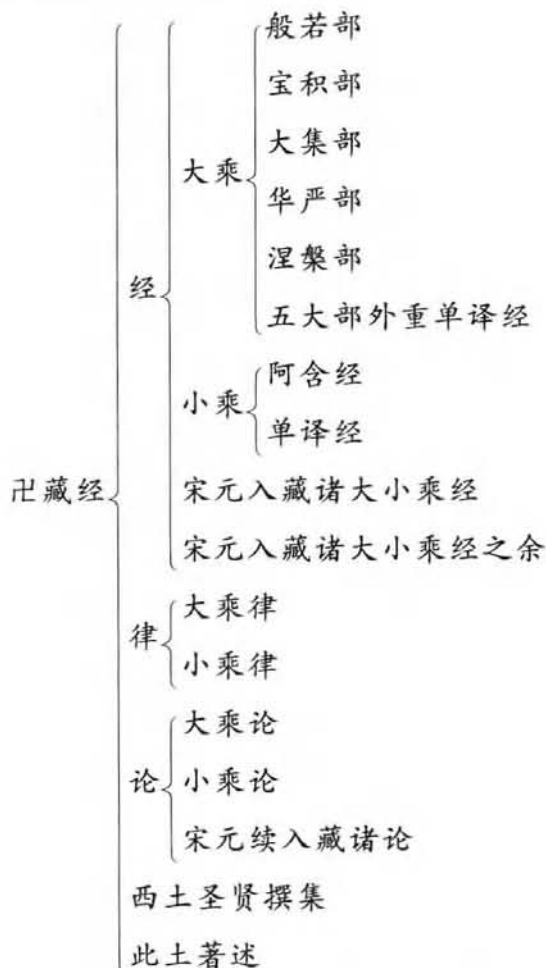 般若部
宝积部
大集部
大乘
华严部
涅槃部
经
五大部外重单译经
阿含经
小乘
单译经
卍藏经
宋元入藏诸大小乘经
宋元入藏诸大小乘经之余
大乘律
律
小乘律
大乘论
论
小乘论
宋元续入藏诸论
西土圣贤撰集
此土著述